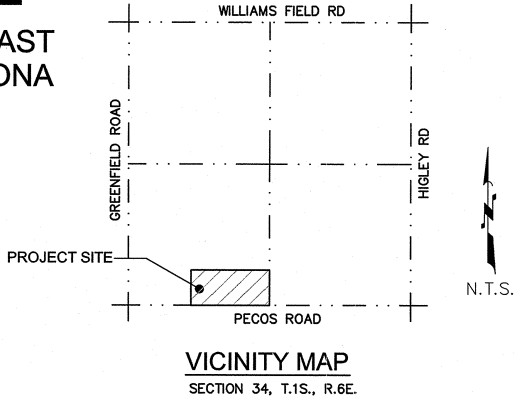 WILLIAMS FIELD RD
AST
ONA
GREENFIELD ROAD
HIGLEY RD
PROJECT SITE
N.T.S.
PECOS ROAD
VICINITY MAP
SECTION 34, T.1S., R.6E.